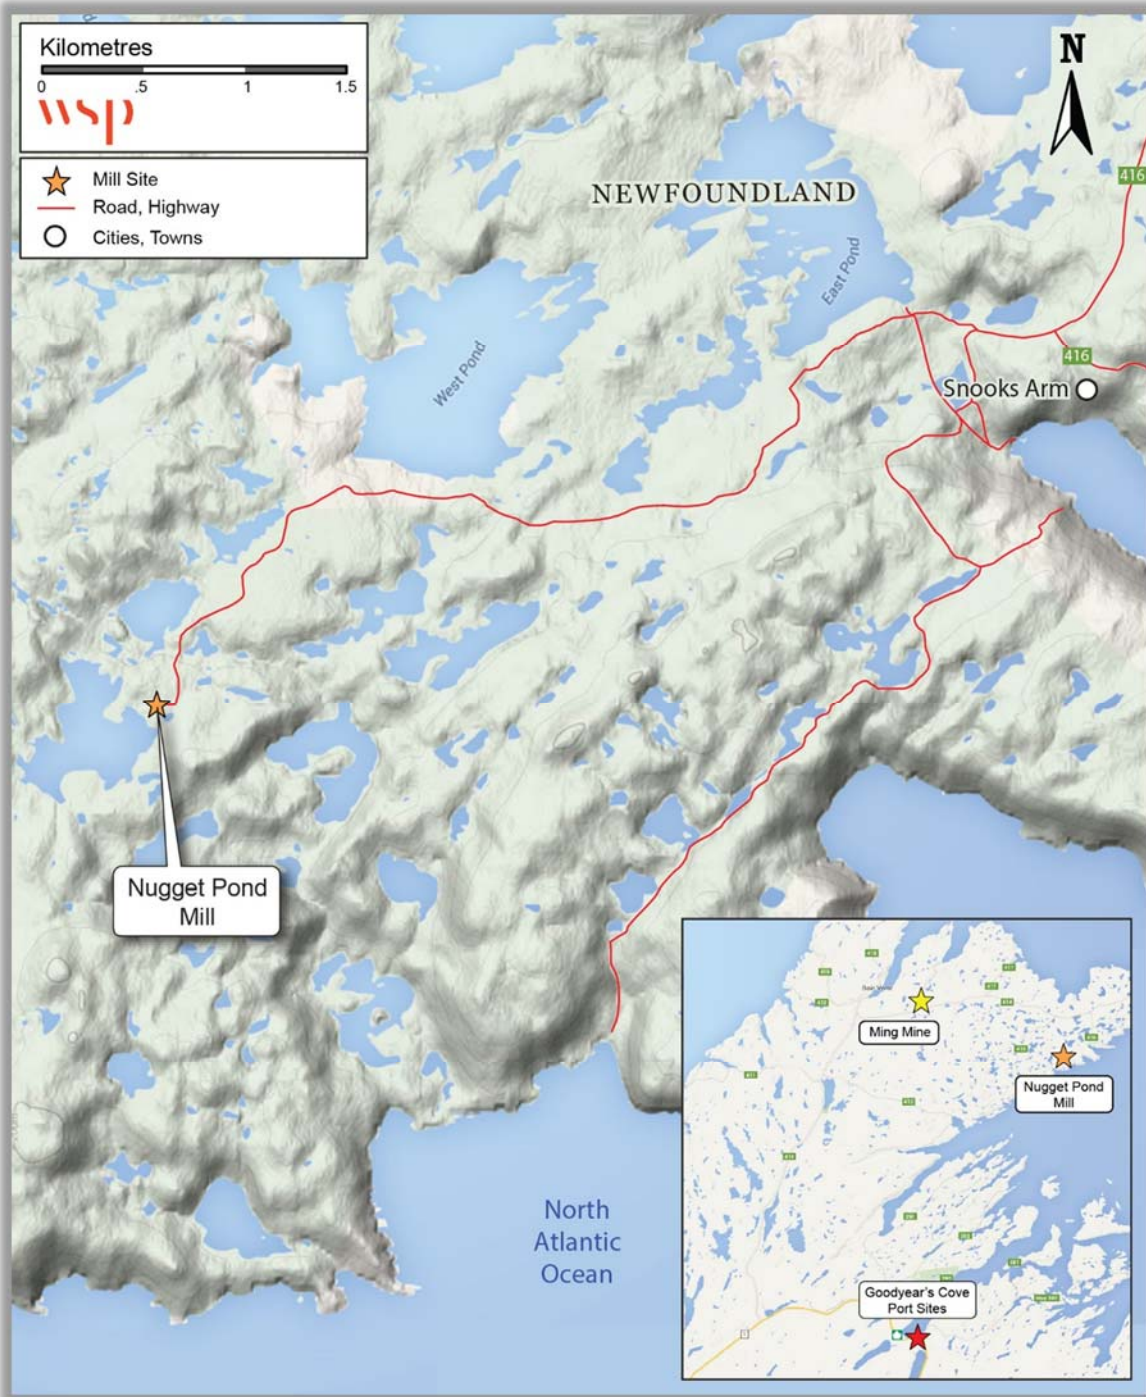 Kilometres
0 .5 1 1.5
wsp
Mill Site
Road, Highway
Cities, Towns
N
NEWFOUNDLAND
416
East Pond
West Pond
416
Snooks Arm
Nugget Pond
Mill
North
Atlantic
Ocean
Ming Mine
Nugget Pond
Mill
Goodyear's Cove
Port Sites